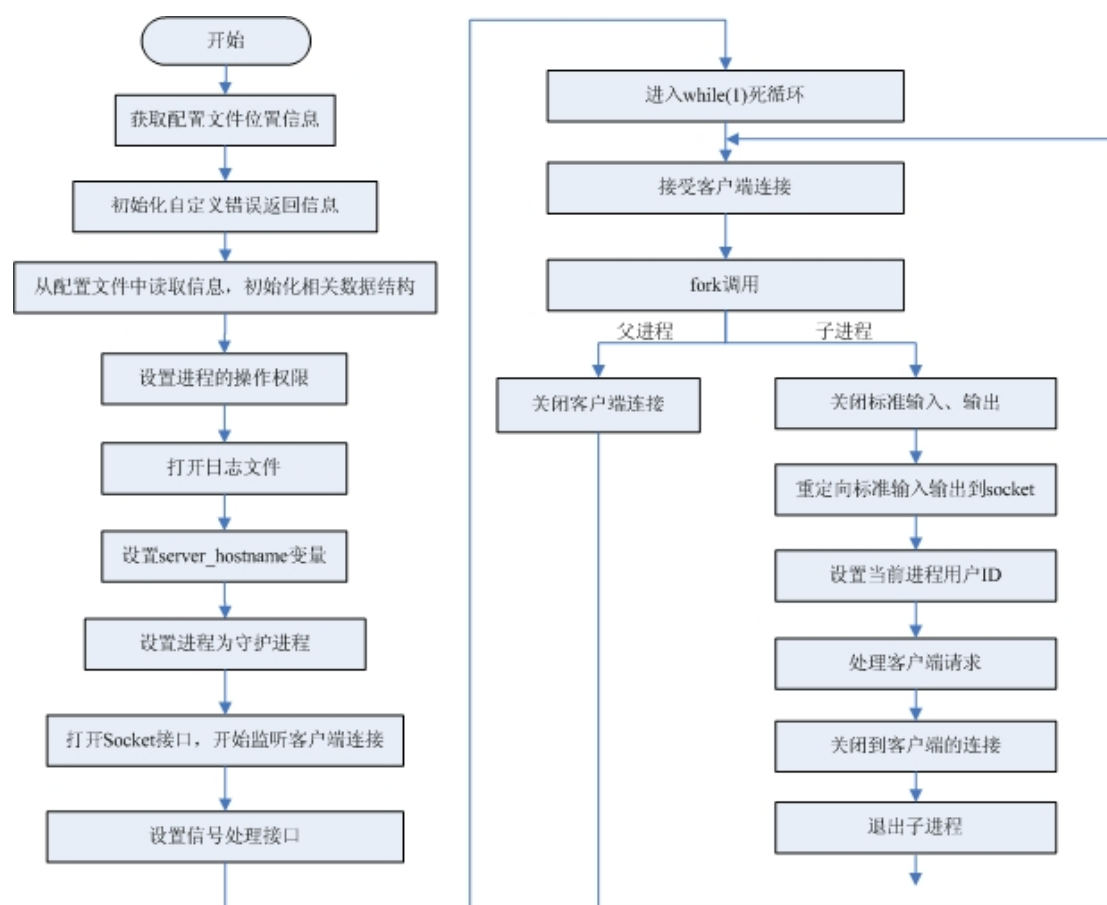 开始
获取配置文件位置信息
初始化自定义错误返回信息
从配置文件中读取信息，初始化相关数据结构
设置进程的操作权限
打开日志文件
设置server_hostname变量
设置进程为守护进程
打开Socket接口，开始监听客户端连接
设置信号处理接口
进入while(1)死循环
接受客户端连接
fork调用
父进程
子进程
关闭客户端连接
关闭标准输入、输出
重定向标准输入输出到socket
设置当前进程用户ID
处理客户端请求
关闭到客户端的连接
退出子进程